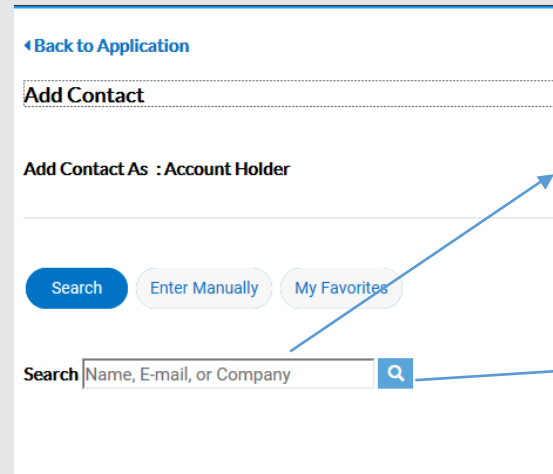 Back to Application
Add Contact
Add Contact As : Account Holder
Search Enter Manually My Favorites
Search Name, E-mail, or Company